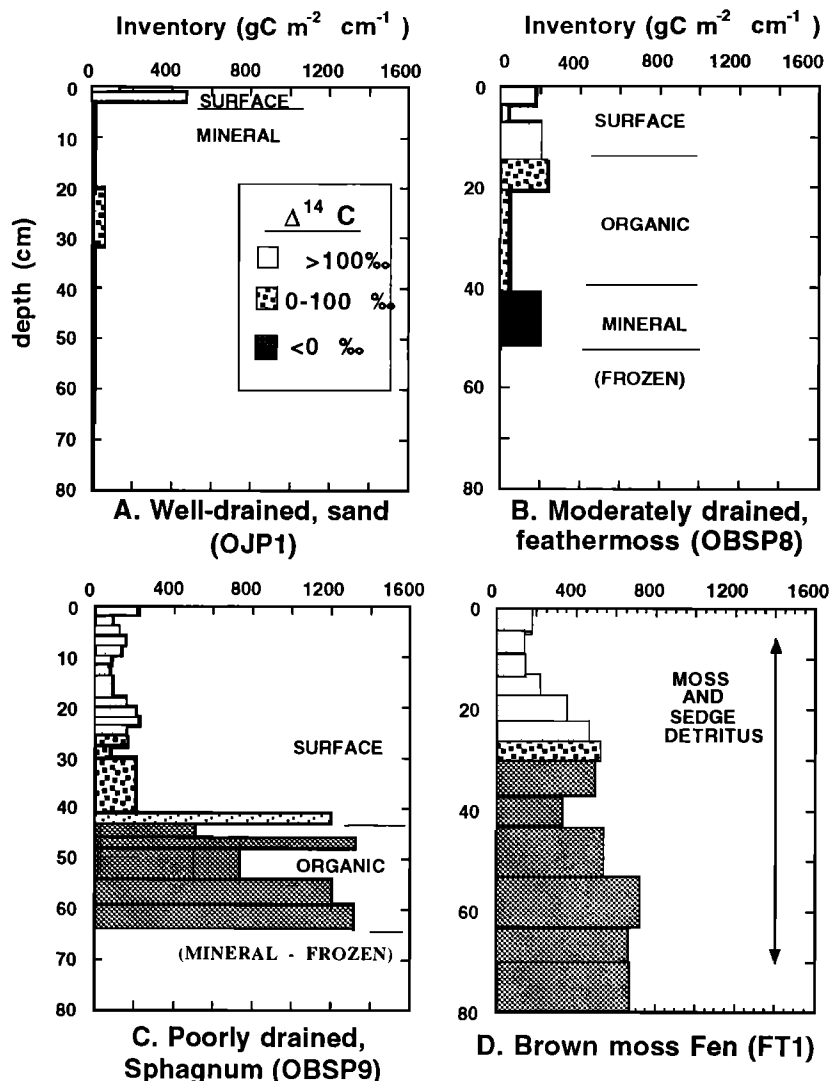 Inventory (gC m⁻² cm⁻¹ )
0 400 1200 1600
0
10
20
30
40
50
60
70
80
depth (cm)
SURFACE
MINERAL
Δ¹⁴ C
>100‰
0-100 ‰
<0 ‰
A. Well-drained, sand
(OJP1)
Inventory (gC m⁻² cm⁻¹ )
0 400 800 1200 1600
0
20
40
60
80
SURFACE
ORGANIC
MINERAL
(FROZEN)
B. Moderately drained,
feathermoss (OBSP8)
0 400 800 1200 1600
0
10
20
30
40
50
60
70
80
SURFACE
ORGANIC
(MINERAL - FROZEN)
C. Poorly drained,
Sphagnum (OBSP9)
0 400 800 1200 1600
0
20
40
60
80
MOSS
AND
SEDGE
DETRITUS
D. Brown moss Fen (FT1)